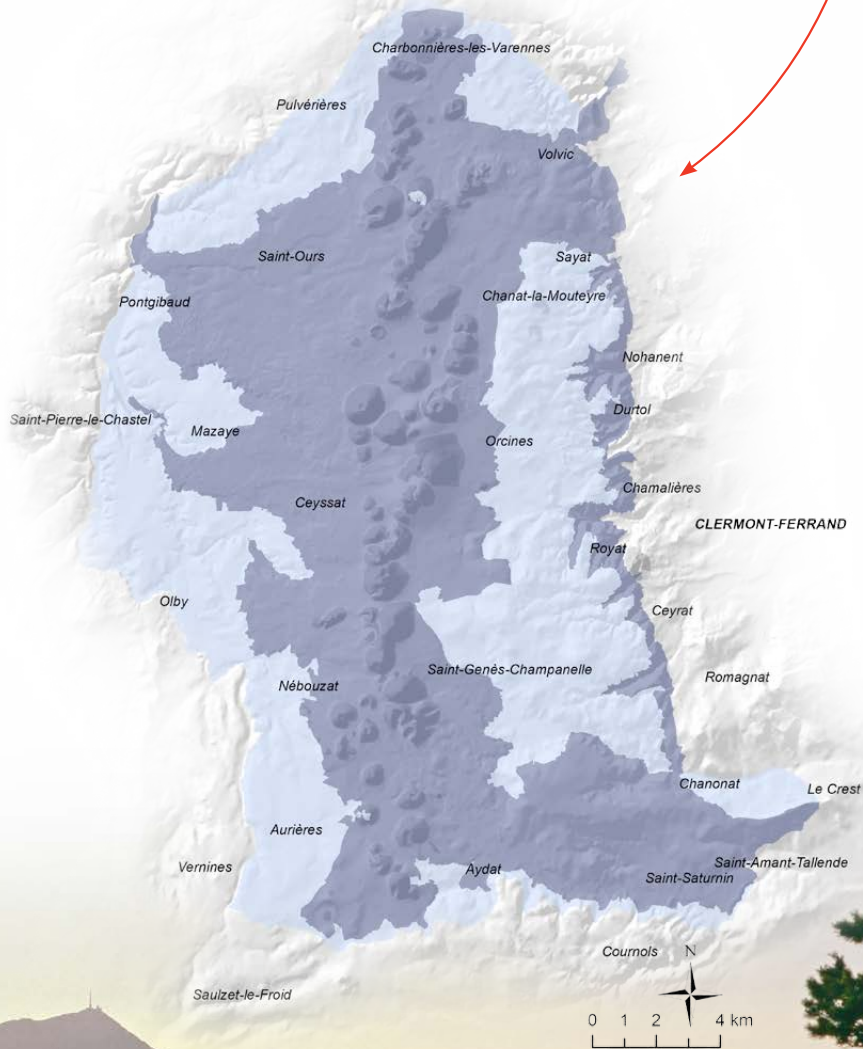 Charbonnières-les-Varennes
Pulvérières
Volvic
Saint-Ours
Sayat
Pontgibaud
Chanat-la-Mouteyre
Nohanent
Durtol
Saint-Pierre-le-Chastel
Mazaye
Orcines
Chamalières
Ceyssat
CLERMONT-FERRAND
Royat
Olby
Ceyrat
Saint-Genès-Champanelle
Romagnat
Nébouzat
Chanonat
Le Crest
Aurières
Vernines
Aydat
Saint-Amant-Tallende
Saint-Saturnin
Cournols
N
Saulzet-le-Froid
0 1 2 4 km